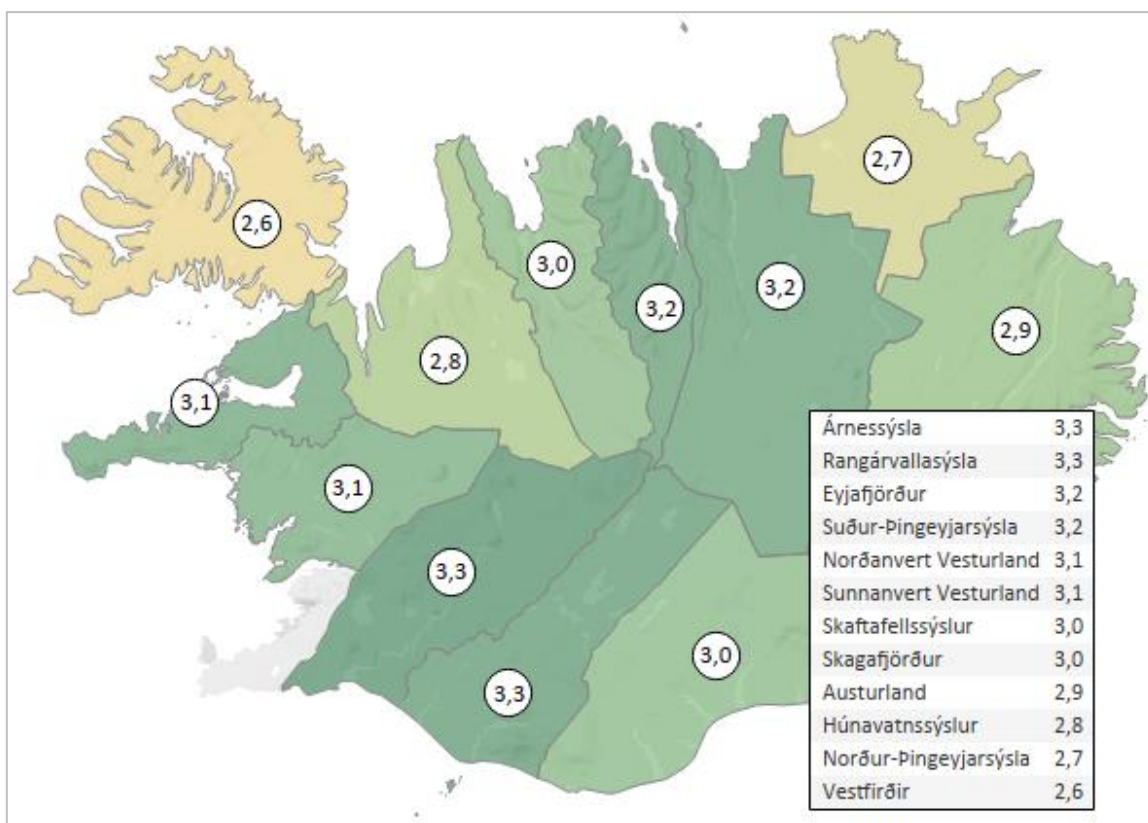 2,7
2,6
3,0
3,2
3,2
2,9
2,8
3,1
3,1
3,3
3,0
3,3
Árnessýsla 3,3
Rangárvallasýsla 3,3
Eyjafjörður 3,2
Suður-Þingeyjarsýsla 3,2
Norðanvert Vesturland 3,1
Sunnanvert Vesturland 3,1
Skaftafellssýslur 3,0
Skagafjörður 3,0
Austurland 2,9
Húnavatnssýslur 2,8
Norður-Þingeyjarsýsla 2,7
Vestfirðir 2,6